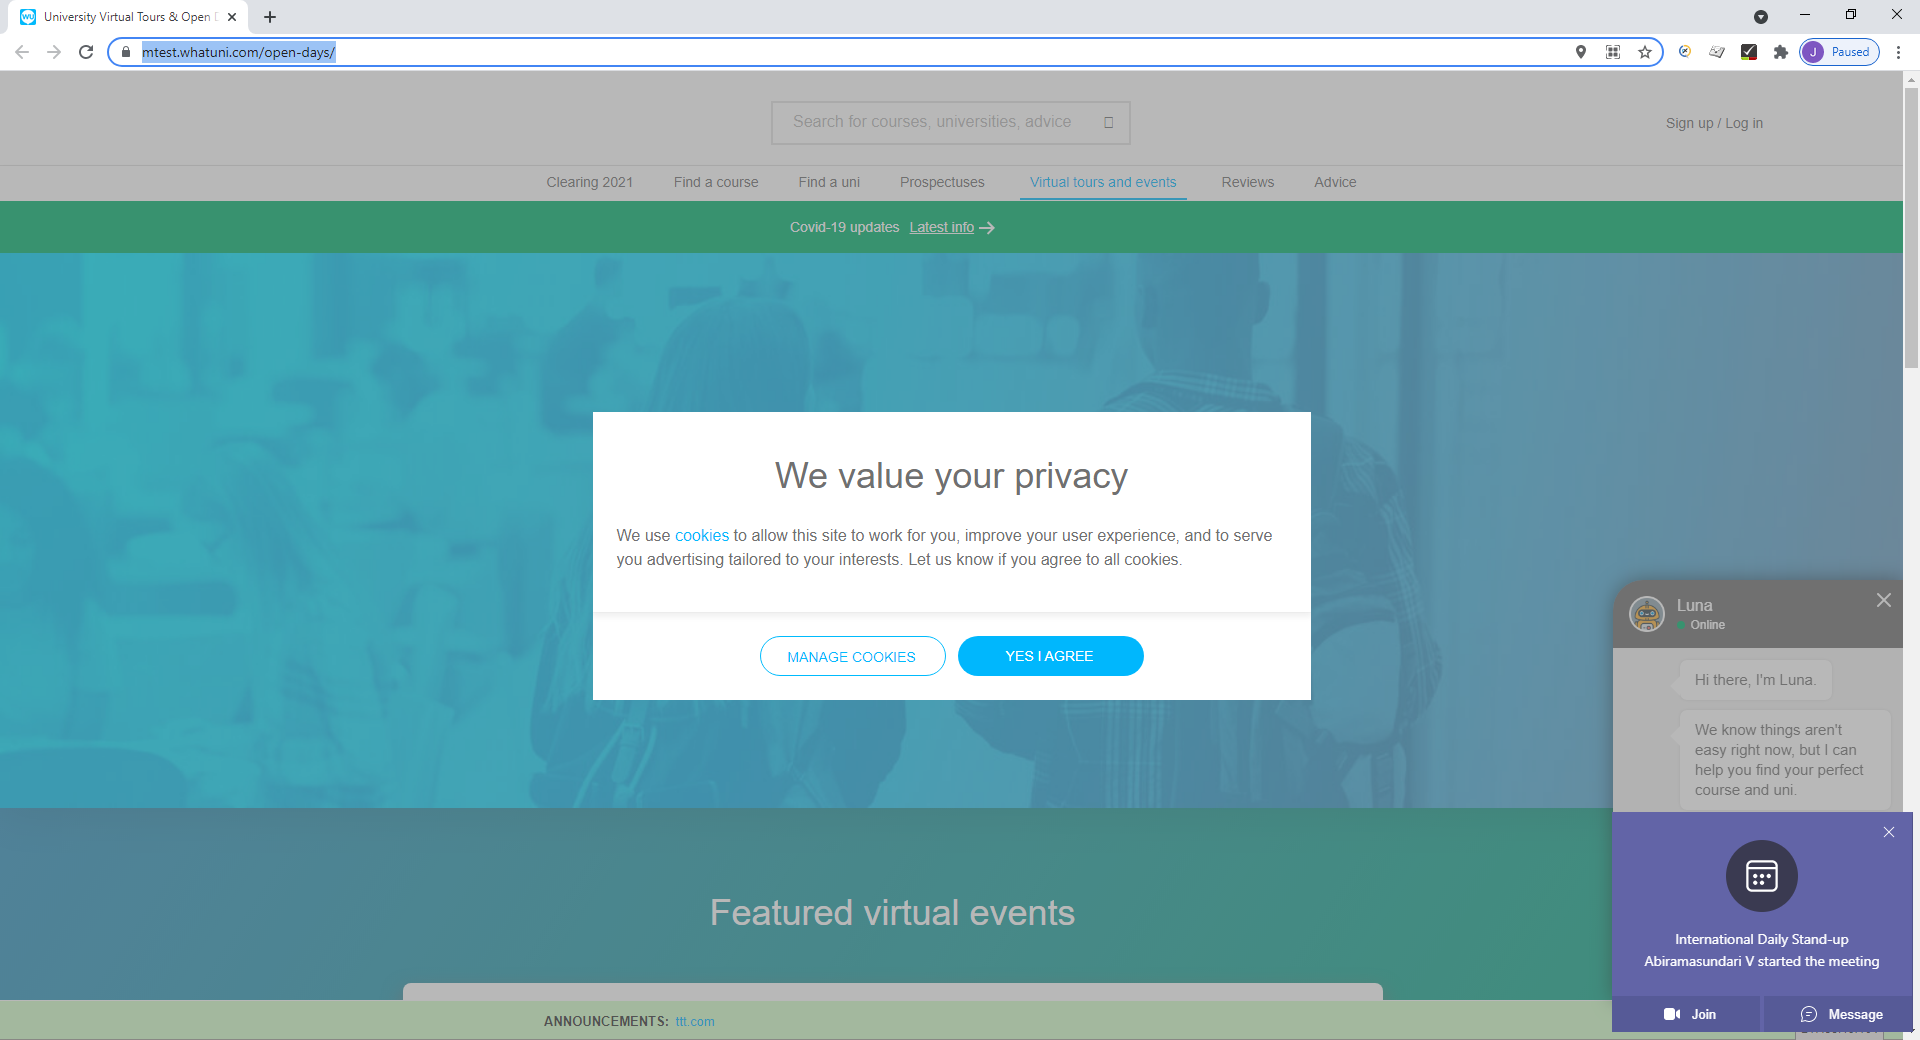 University Virtual Tours & Open
mtest.whatuni.com/open-days/
J Paused
Search for courses, universities, advice
Sign up / Log in
Clearing 2021 Find a course Find a uni Prospectuses Virtual tours and events Reviews Advice
Covid-19 updates Latest info
We value your privacy
We use cookies to allow this site to work for you, improve your user experience, and to serve
you advertising tailored to your interests. Let us know if you agree to all cookies.
MANAGE COOKIES YES I AGREE
Luna
Online
Hi there, I'm Luna.
We know things aren't
easy right now, but I can
help you find your perfect
course and uni.
Featured virtual events
International Daily Stand-up
Abiramasundari V started the meeting
Join Message
ANNOUNCEMENTS: ttt.com